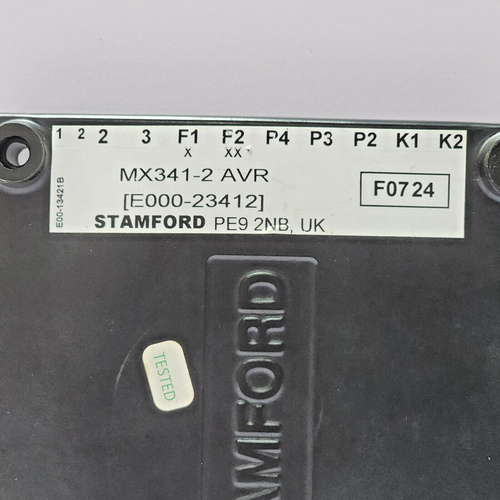 1 2 2 3 F1 F2 P4 P3 P2 K1 K2
X XX
MX341-2 AVR
[E000-23412]
STAMFORD PE9 2NB, UK
F0724
E00-13421B
TESTED
AMFORD